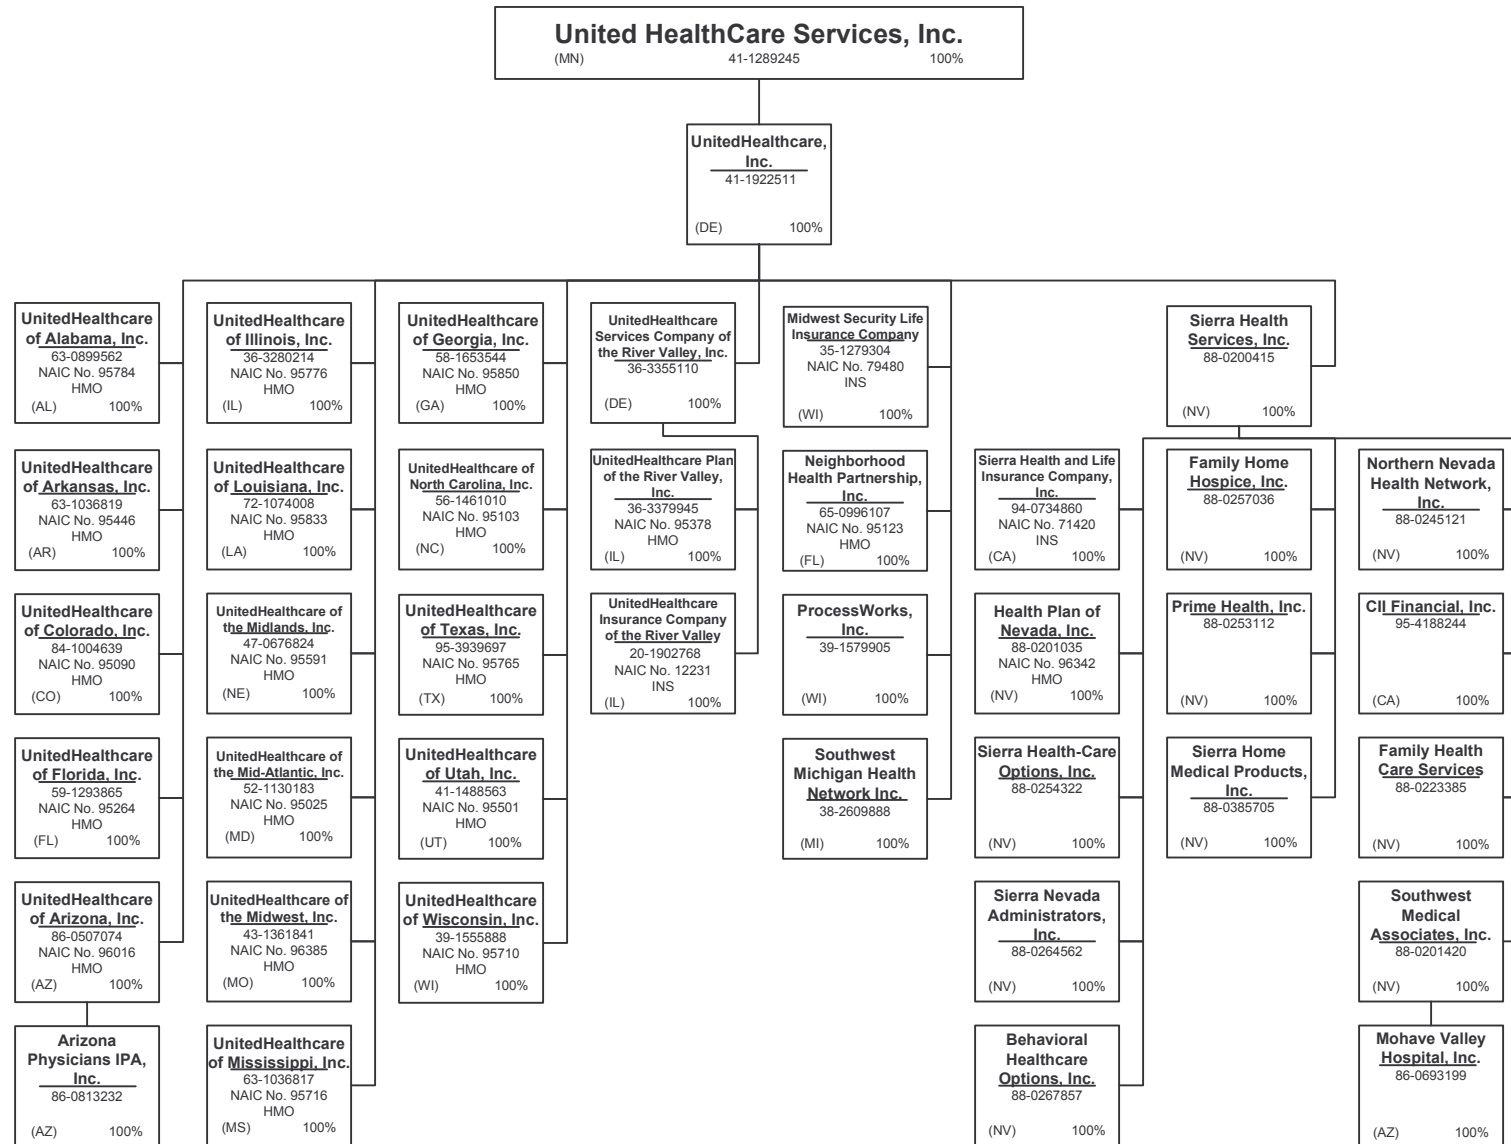 United HealthCare Services, Inc.
(MN) 41-1289245 100%
UnitedHealthcare,
Inc.
41-1922511
(DE) 100%
UnitedHealthcare
of Alabama, Inc.
63-0899562
NAIC No. 95784
HMO
(AL) 100%
UnitedHealthcare
of Illinois, Inc.
36-3280214
NAIC No. 95776
HMO
(IL) 100%
UnitedHealthcare
of Georgia, Inc.
58-1653544
NAIC No. 95850
HMO
(GA) 100%
UnitedHealthcare
Services Company of
the River Valley, Inc.
36-3355110
(DE) 100%
Midwest Security Life
Insurance Company
35-1279304
NAIC No. 79480
INS
(WI) 100%
Sierra Health
Services, Inc.
88-0200415
(NV) 100%
UnitedHealthcare
of Arkansas, Inc.
63-1036819
NAIC No. 95446
HMO
(AR) 100%
UnitedHealthcare
of Louisiana, Inc.
72-1074008
NAIC No. 95833
HMO
(LA) 100%
UnitedHealthcare of
North Carolina, Inc.
56-1461010
NAIC No. 95103
HMO
(NC) 100%
UnitedHealthcare Plan
of the River Valley,
Inc.
36-3379945
NAIC No. 95378
HMO
(IL) 100%
Neighborhood
Health Partnership,
Inc.
65-0996107
NAIC No. 95123
HMO
(FL) 100%
Sierra Health and Life
Insurance Company,
Inc.
94-0734860
NAIC No. 71420
INS
(CA) 100%
Family Home
Hospice, Inc.
88-0257036
(NV) 100%
Northern Nevada
Health Network,
Inc.
88-0245121
(NV) 100%
UnitedHealthcare
of Colorado, Inc.
84-1004639
NAIC No. 95090
HMO
(CO) 100%
UnitedHealthcare of
the Midlands, Inc.
47-0676824
NAIC No. 95591
HMO
(NE) 100%
UnitedHealthcare
of Texas, Inc.
95-3939697
NAIC No. 95765
HMO
(TX) 100%
UnitedHealthcare
Insurance Company
of the River Valley
20-1902768
NAIC No. 12231
INS
(IL) 100%
ProcessWorks,
Inc.
39-1579905
(WI) 100%
Health Plan of
Nevada, Inc.
88-0201035
NAIC No. 96342
HMO
(NV) 100%
Prime Health, Inc.
88-0253112
(NV) 100%
CII Financial, Inc.
95-4188244
(CA) 100%
UnitedHealthcare
of Florida, Inc.
59-1293865
NAIC No. 95264
HMO
(FL) 100%
UnitedHealthcare of
the Mid-Atlantic, Inc.
52-1130183
NAIC No. 95025
HMO
(MD) 100%
UnitedHealthcare
of Utah, Inc.
41-1488563
NAIC No. 95501
HMO
(UT) 100%
Southwest
Michigan Health
Network Inc.
38-2609888
(MI) 100%
Sierra Health-Care
Options, Inc.
88-0254322
(NV) 100%
Sierra Home
Medical Products,
Inc.
88-0385705
(NV) 100%
Family Health
Care Services
88-0223385
(NV) 100%
UnitedHealthcare
of Arizona, Inc.
86-0507074
NAIC No. 96016
HMO
(AZ) 100%
UnitedHealthcare of
the Midwest, Inc.
43-1361841
NAIC No. 96385
HMO
(MO) 100%
UnitedHealthcare
of Wisconsin, Inc.
39-1555888
NAIC No. 95710
HMO
(WI) 100%
Sierra Nevada
Administrators,
Inc.
88-0264562
(NV) 100%
Southwest
Medical
Associates, Inc.
88-0201420
(NV) 100%
Arizona
Physicians IPA,
Inc.
86-0813232
(AZ) 100%
UnitedHealthcare
of Mississippi, Inc.
63-1036817
NAIC No. 95716
HMO
(MS) 100%
Behavioral
Healthcare
Options, Inc.
88-0267857
(NV) 100%
Mohave Valley
Hospital, Inc.
86-0693199
(AZ) 100%